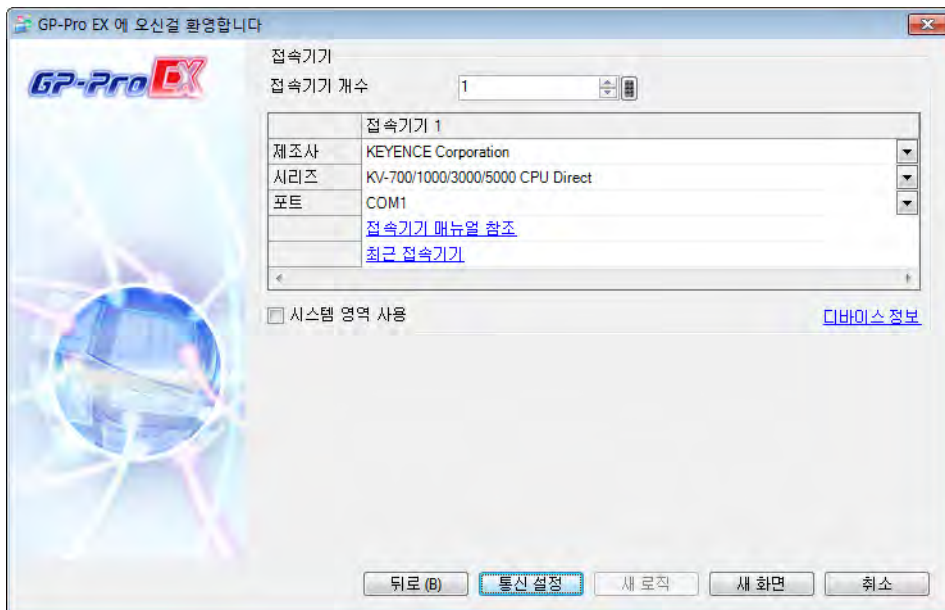 GP-Pro EX 에 오신걸 환영합니다
GP-Pro EX
접속기기
접속기기 개수 1
접속기기 1
제조사 KEYENCE Corporation
시리즈 KV-700/1000/3000/5000 CPU Direct
포트 COM1
접속기기 매뉴얼 참조
최근 접속기기
시스템 영역 사용 디바이스 정보
뒤로 (B) 통신 설정 새 로직 새 화면 취소